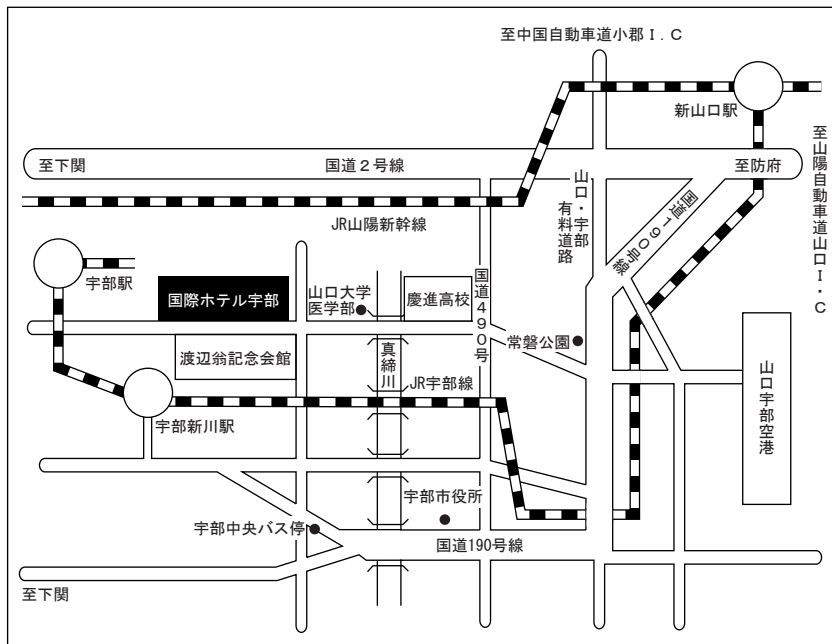 至中国自動車道小郡Ｉ．Ｃ
新山口駅
至下関
国道２号線
至防府
至山陽自動車道山口Ｉ・Ｃ
JR山陽新幹線
山口・宇部
有料道路
国道190号線
宇部駅
国際ホテル宇部
山口大学
医学部
慶進高校
国道490号
常磐公園
渡辺翁記念会館
真締川
JR宇部線
山口宇部空港
宇部新川駅
宇部市役所
宇部中央バス停
国道190号線
至下関